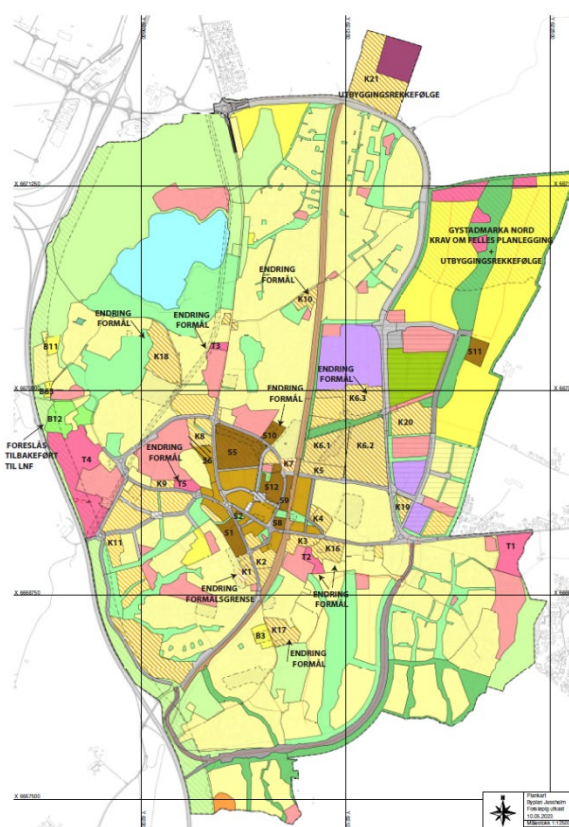 K21
UTBYGGINGSREKKEFØLGE
X 6671250
GYSTADMARKA NORD
KRAV OM FELLES PLANLEGGING
+
UTBYGGINGSREKKEFØLGE
ENDRING
FORMÅL
K10
ENDRING
FORMÅL
ENDRING
FORMÅL
B11
K18
T3
S11
ENDRING
FORMÅL
K6.3
ENDRING
FORMÅL
B12
S10
K20
FORESLÅS
TILBAKEFØRT
TIL LNF
T4
K8
S6
S5
K6.1
K6.2
ENDRING
FORMÅL
K7
K5
K9
T5
S12
S9
K19
S2
S8
K4
S1
K11
K3
K16
T1
K2
T2
K1
X 6668750
ENDRING
FORMÅLSGRENSE
ENDRING
FORMÅL
B3
K17
ENDRING
FORMÅL
X 6667500
Plankart
Byplan Jessheim
Foreløpig utkast
10.05.2023